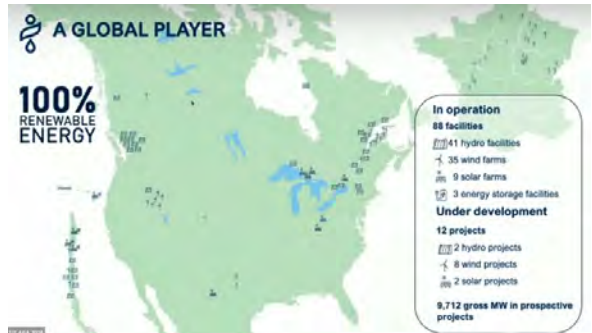 A GLOBAL PLAYER
100%
RENEWABLE
ENERGY
In operation
88 facilities
41 hydro facilities
35 wind farms
9 solar farms
3 energy storage facilities
Under development
12 projects
2 hydro projects
8 wind projects
2 solar projects
9,712 gross MW in prospective
projects